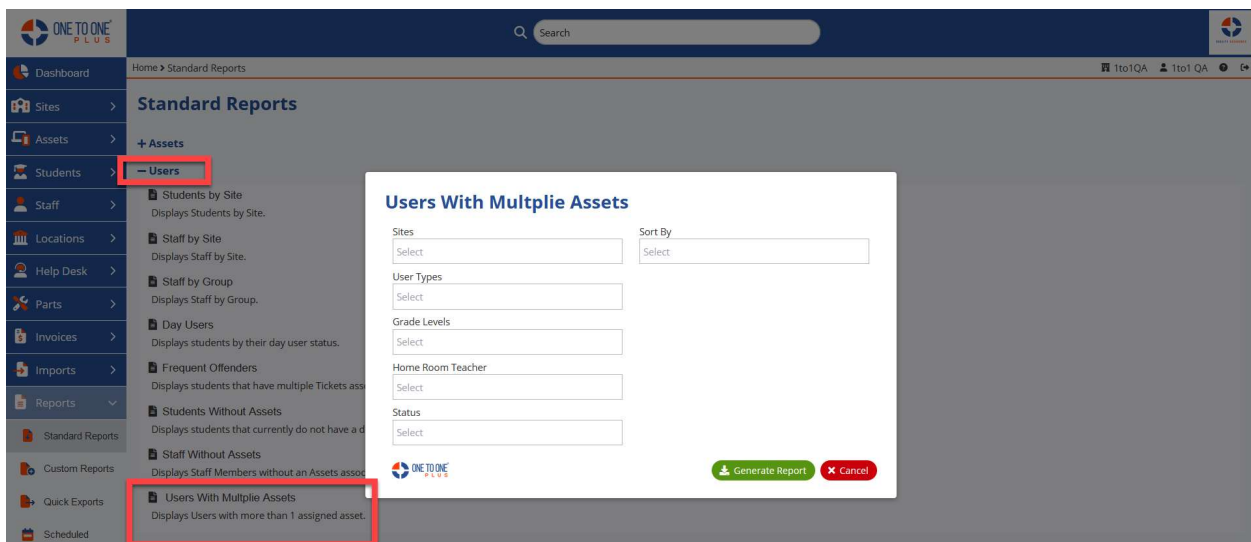 ONE TO ONE
PLUS
Search
Dashboard
Home > Standard Reports
1to1QA 1to1 QA
Sites
Assets
Students
Staff
Locations
Help Desk
Parts
Invoices
Imports
Reports
Standard Reports
Custom Reports
Quick Exports
Scheduled
Standard Reports
+ Assets
− Users
Students by Site
Displays Students by Site.
Staff by Site
Displays Staff by Site.
Staff by Group
Displays Staff by Group.
Day Users
Displays students by their day user status.
Frequent Offenders
Displays students that have multiple Tickets
Students Without Assets
Displays students that currently do not have a
Staff Without Assets
Displays Staff Members without an Assets
Users With Multplie Assets
Displays Users with more than 1 assigned asset.
Users With Multplie Assets
Sites
Select
Sort By
Select
User Types
Select
Grade Levels
Select
Home Room Teacher
Select
Status
Select
ONE TO ONE
PLUS
Generate Report
Cancel